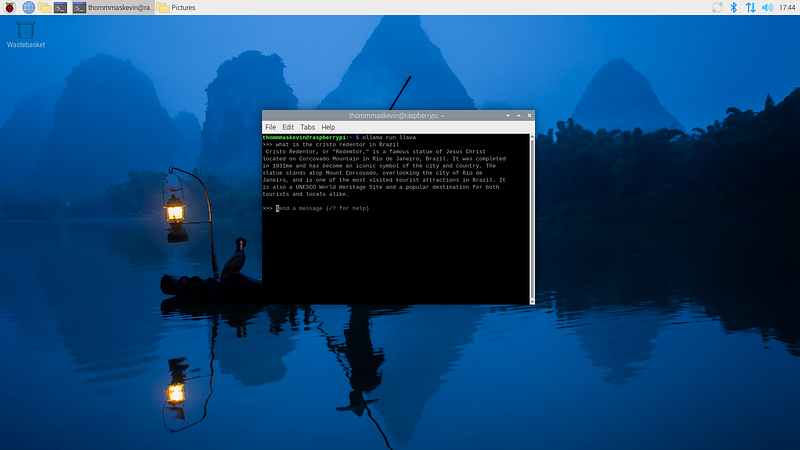 thommmaskevin@ra..
Pictures
17:44
Wastebasket
thommmaskevin@raspberrypi: ~
File Edit Tabs Help
thommmaskevin@raspberrypi:~ $ ollama run llava
>>> what is the cristo redentor in Brazil
Cristo Redentor, or "Redemtor," is a famous statue of Jesus Christ
located on Corcovado Mountain in Rio de Janeiro, Brazil. It was completed
in 1931me and has become an iconic symbol of the city and country. The
statue stands atop Mount Corcovado, overlooking the city of Rio de
Janeiro, and is one of the most visited tourist attractions in Brazil. It
is also a UNESCO World Heritage Site and a popular destination for both
tourists and locals alike.
>>> Send a message (/? for help)